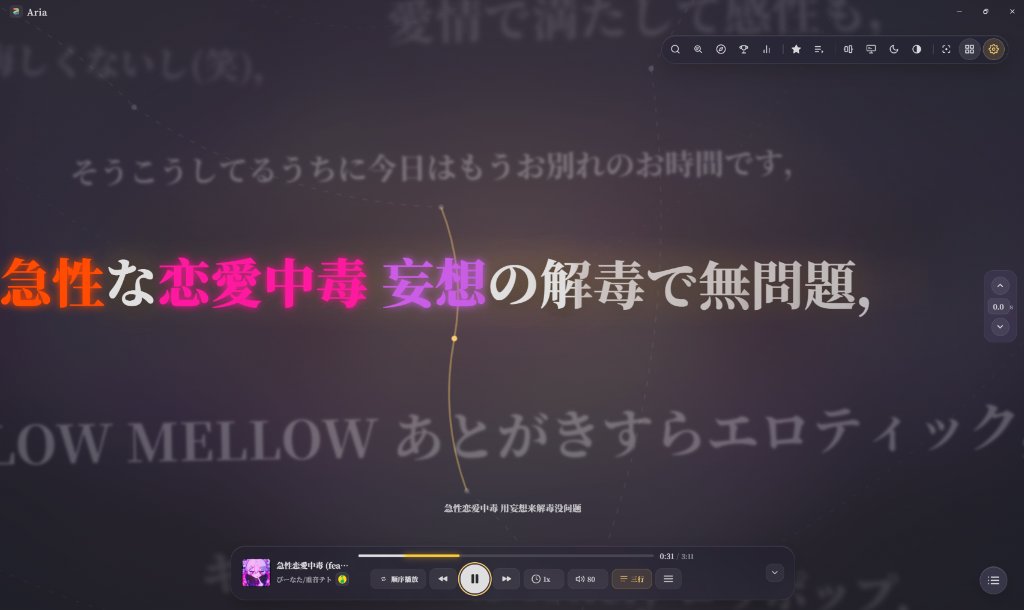 Aria
愛情で満たして感性も,
しくないし(笑),
そうこうしてるうちに今日はもうお別れのお時間です,
急性な恋愛中毒 妄想の解毒で無問題,
LOW MELLOW あとがきすらエロティック
急性恋愛中毒 用妄想来解毒没问题
急性恋愛中毒 (fea···
0:31 / 3:11
びーなた/重音テト
顺序播放
1x
80
三行
0.0 s